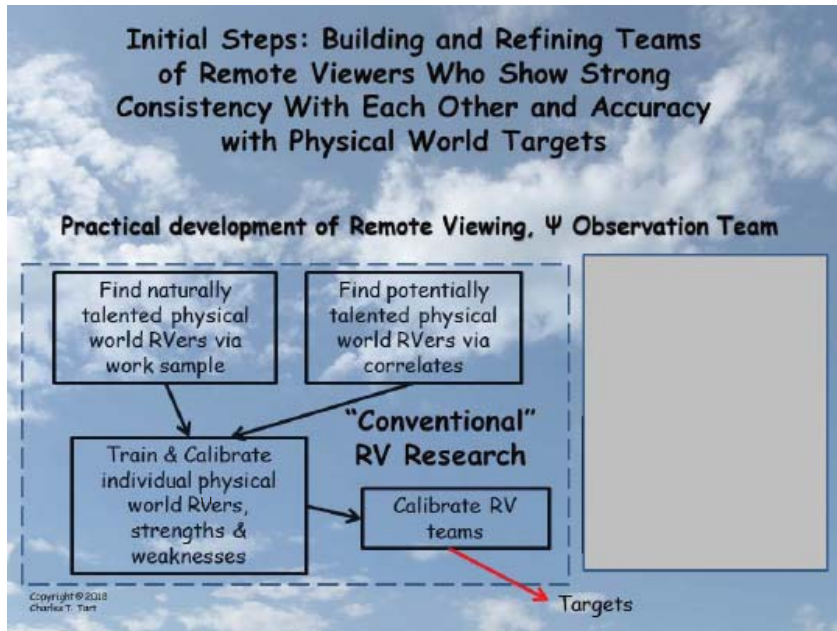 Initial Steps: Building and Refining Teams
of Remote Viewers Who Show Strong
Consistency With Each Other and Accuracy
with Physical World Targets
Practical development of Remote Viewing, Ψ Observation Team
Find naturally
talented physical
world RVers via
work sample
Find potentially
talented physical
world RVers via
correlates
“Conventional”
RV Research
Train & Calibrate
individual physical
world RVers,
strengths &
weaknesses
Calibrate RV
teams
Targets
Copyright © 2018
Charles T. Tart